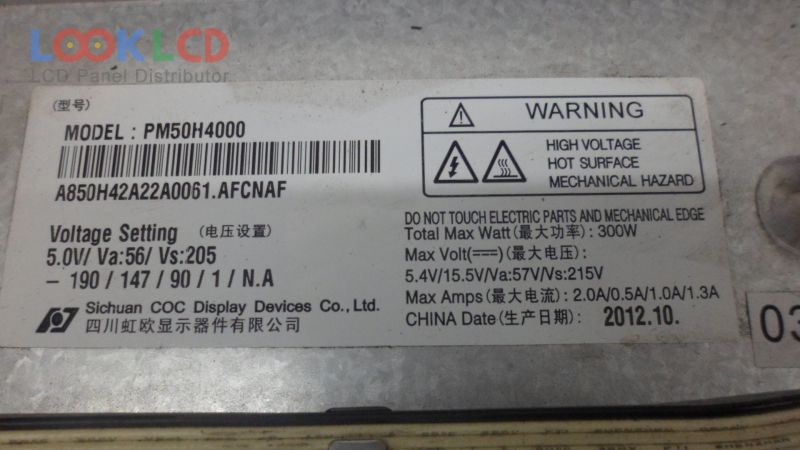 LOOKLCD
LCD Panel Distributor
(型号)
MODEL : PM50H4000
A850H42A22A0061.AFCNAF
Voltage Setting (电压设置)
5.0V/ Va:56/ Vs:205
– 190 / 147 / 90 / 1 / N.A
Sichuan COC Display Devices Co., Ltd.
四川虹欧显示器件有限公司
WARNING
HIGH VOLTAGE
HOT SURFACE
MECHANICAL HAZARD
DO NOT TOUCH ELECTRIC PARTS AND MECHANICAL EDGE
Total Max Watt(最大功率): 300W
Max Volt(===)(最大电压):
5.4V/15.5V/Va:57V/Vs:215V
Max Amps(最大电流): 2.0A/0.5A/1.0A/1.3A
CHINA Date(生产日期): 2012.10.
03